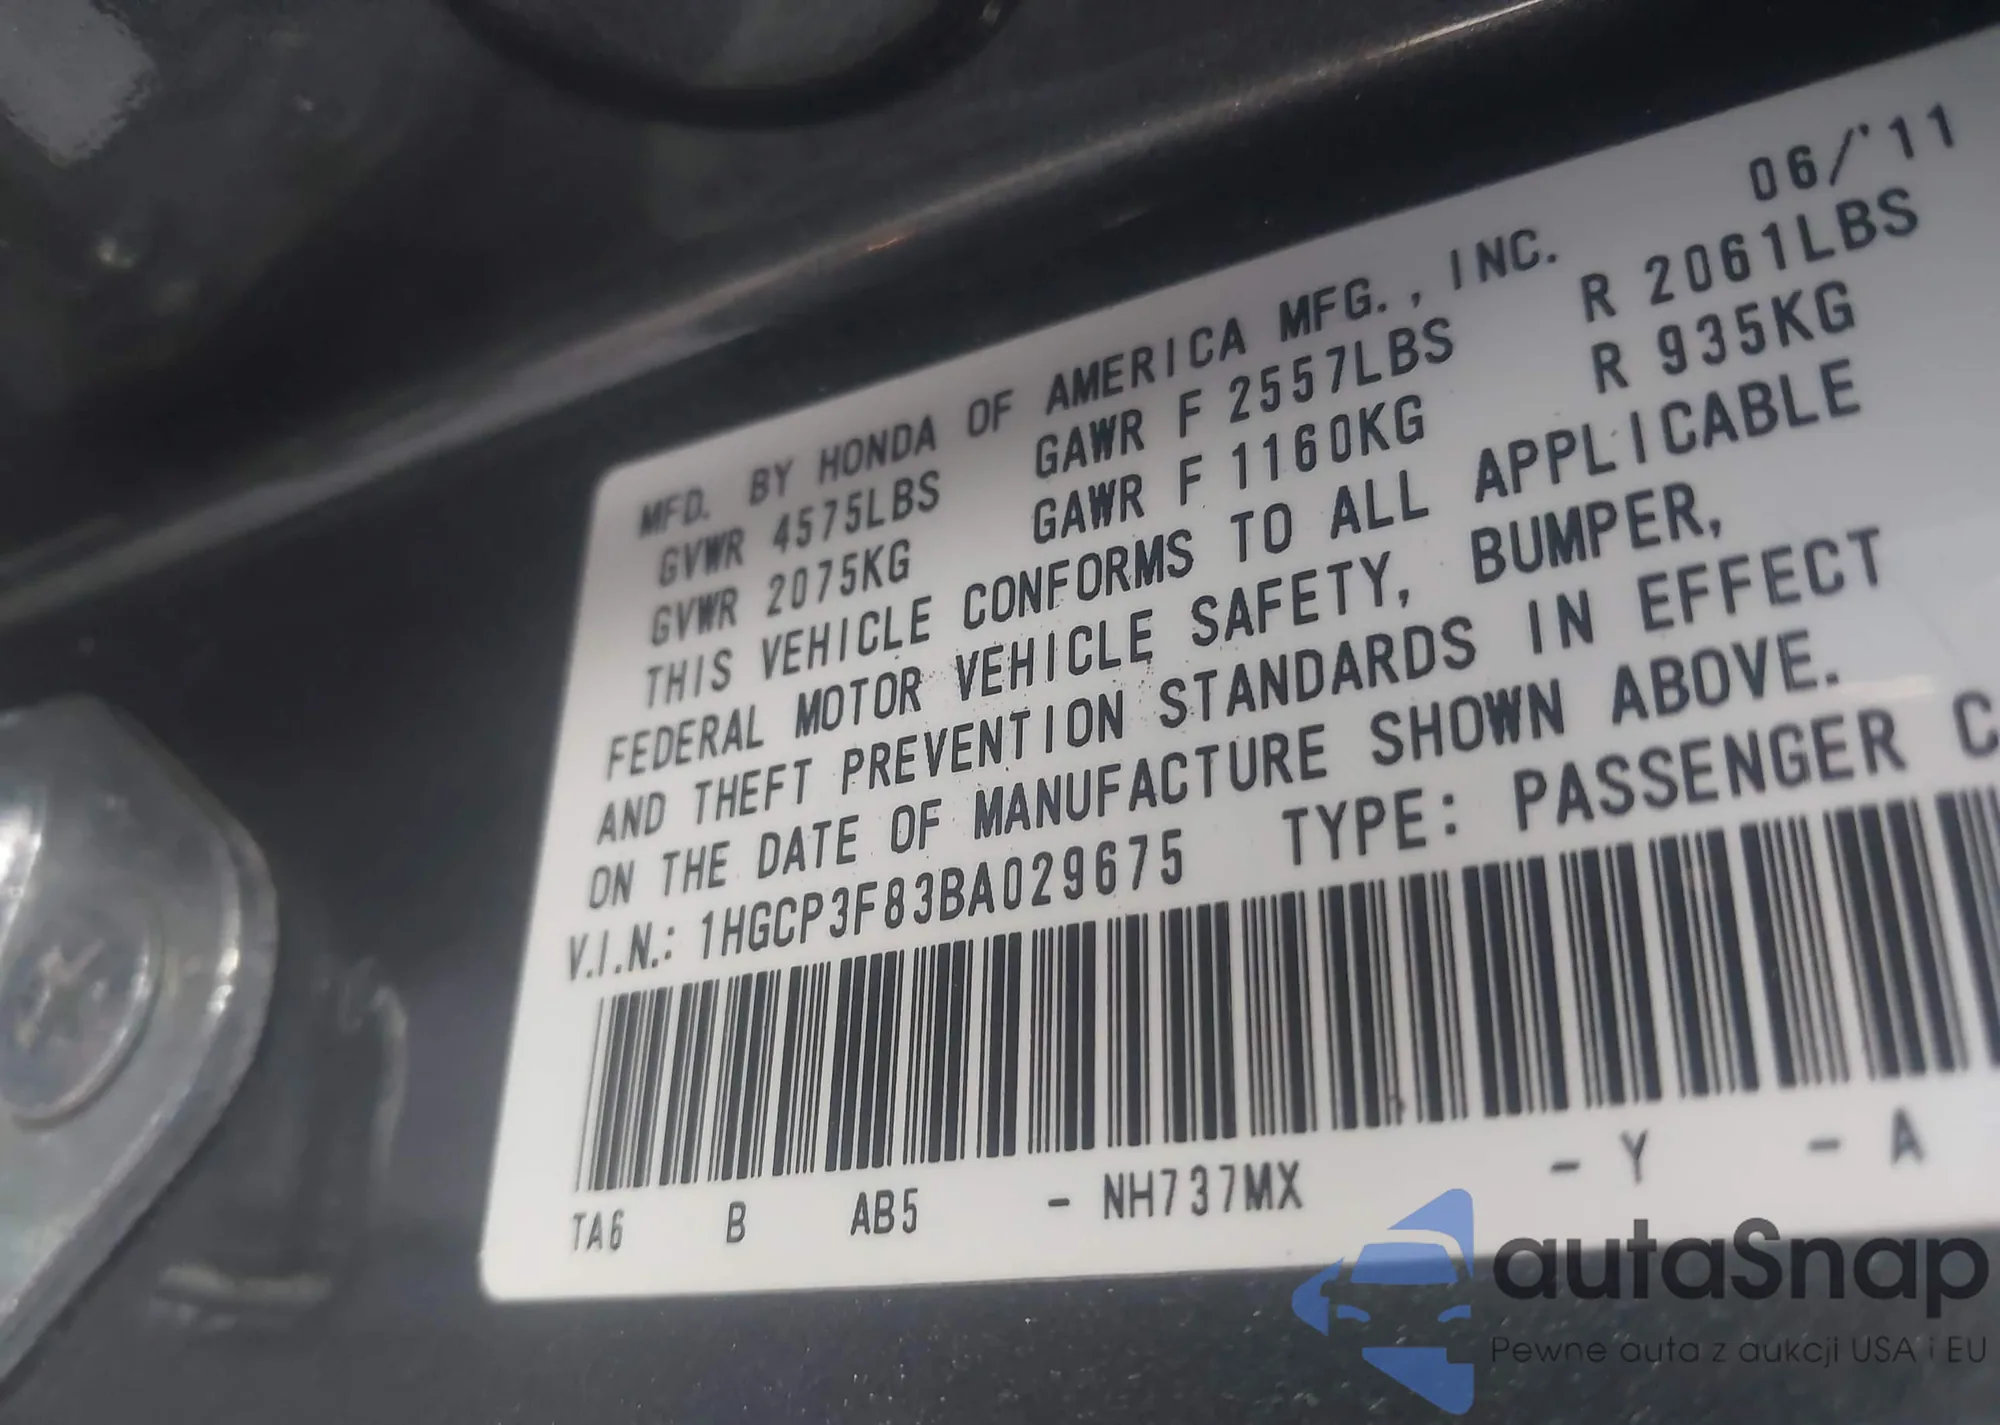 06/'11
MFD. BY HONDA OF AMERICA MFG., INC.
GVWR 4575LBS GAWR F 2557LBS R 2061LBS
GVWR 2075KG GAWR F 1160KG R 935KG
THIS VEHICLE CONFORMS TO ALL APPLICABLE
FEDERAL MOTOR VEHICLE SAFETY, BUMPER,
AND THEFT PREVENTION STANDARDS IN EFFECT
ON THE DATE OF MANUFACTURE SHOWN ABOVE.
V.I.N.: 1HGCP3F83BA029675 TYPE: PASSENGER C
TA6 B AB5 - NH737MX - Y - A
autaSnap
Pewne auta z aukcji USA i EU